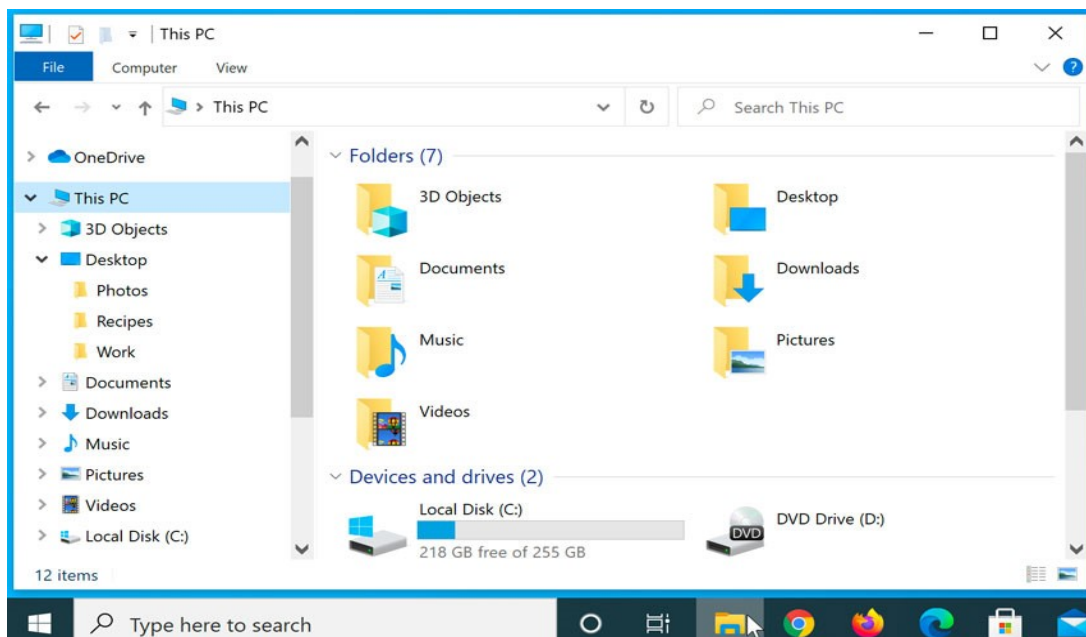 This PC
File Computer View
This PC
Search This PC
OneDrive
This PC
3D Objects
Desktop
Photos
Recipes
Work
Documents
Downloads
Music
Pictures
Videos
Local Disk (C:)
Folders (7)
3D Objects
Desktop
Documents
Downloads
Music
Pictures
Videos
Devices and drives (2)
Local Disk (C:)
218 GB free of 255 GB
DVD
DVD Drive (D:)
12 items
Type here to search